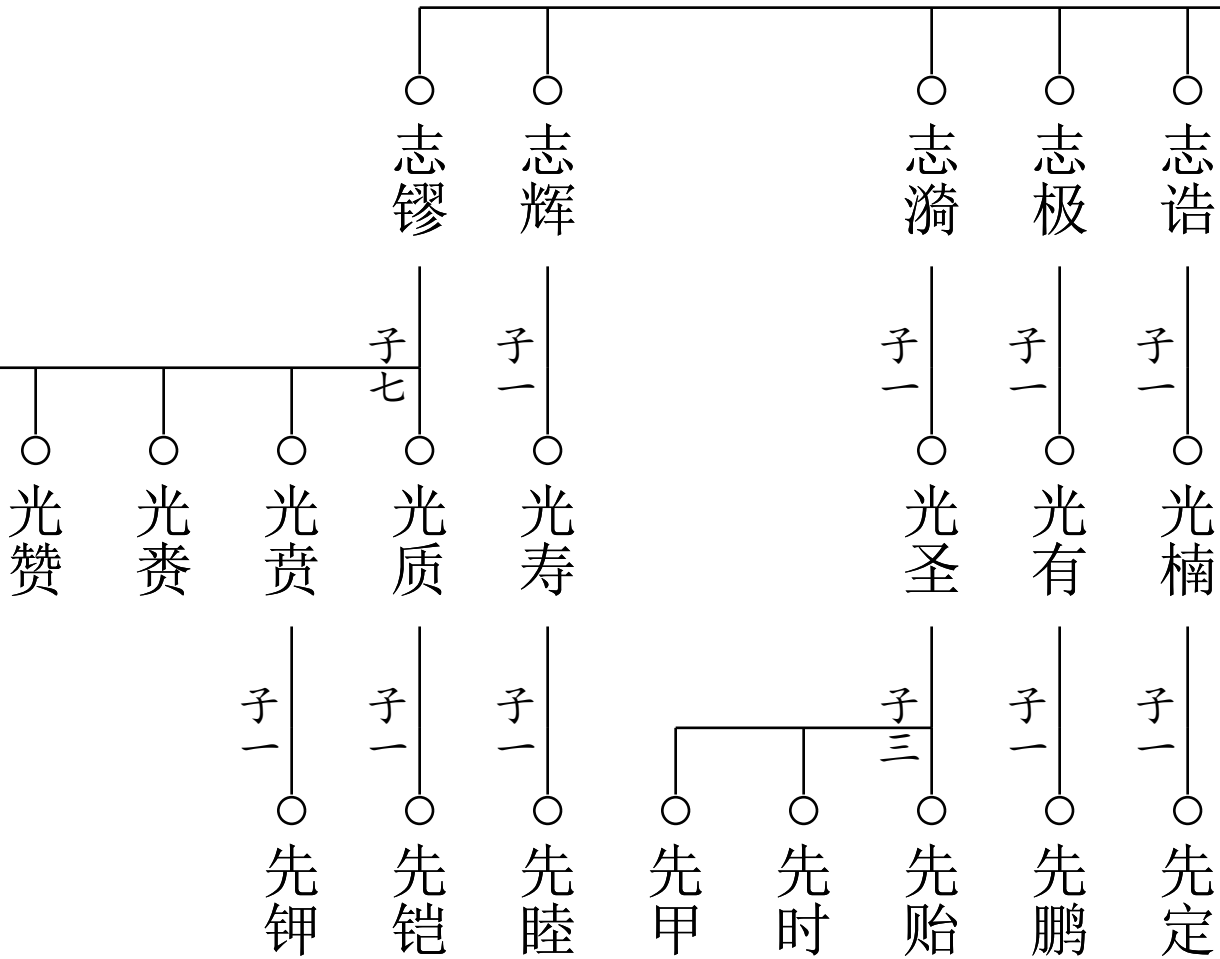 志镠
志辉
志漪
志极
志诰
子七
子一
子一
子一
子一
光赞
光赉
光贲
光质
光寿
光圣
光有
光楠
子一
子一
子一
子三
子一
子一
先钾
先铠
先睦
先甲
先时
先贻
先鹏
先定